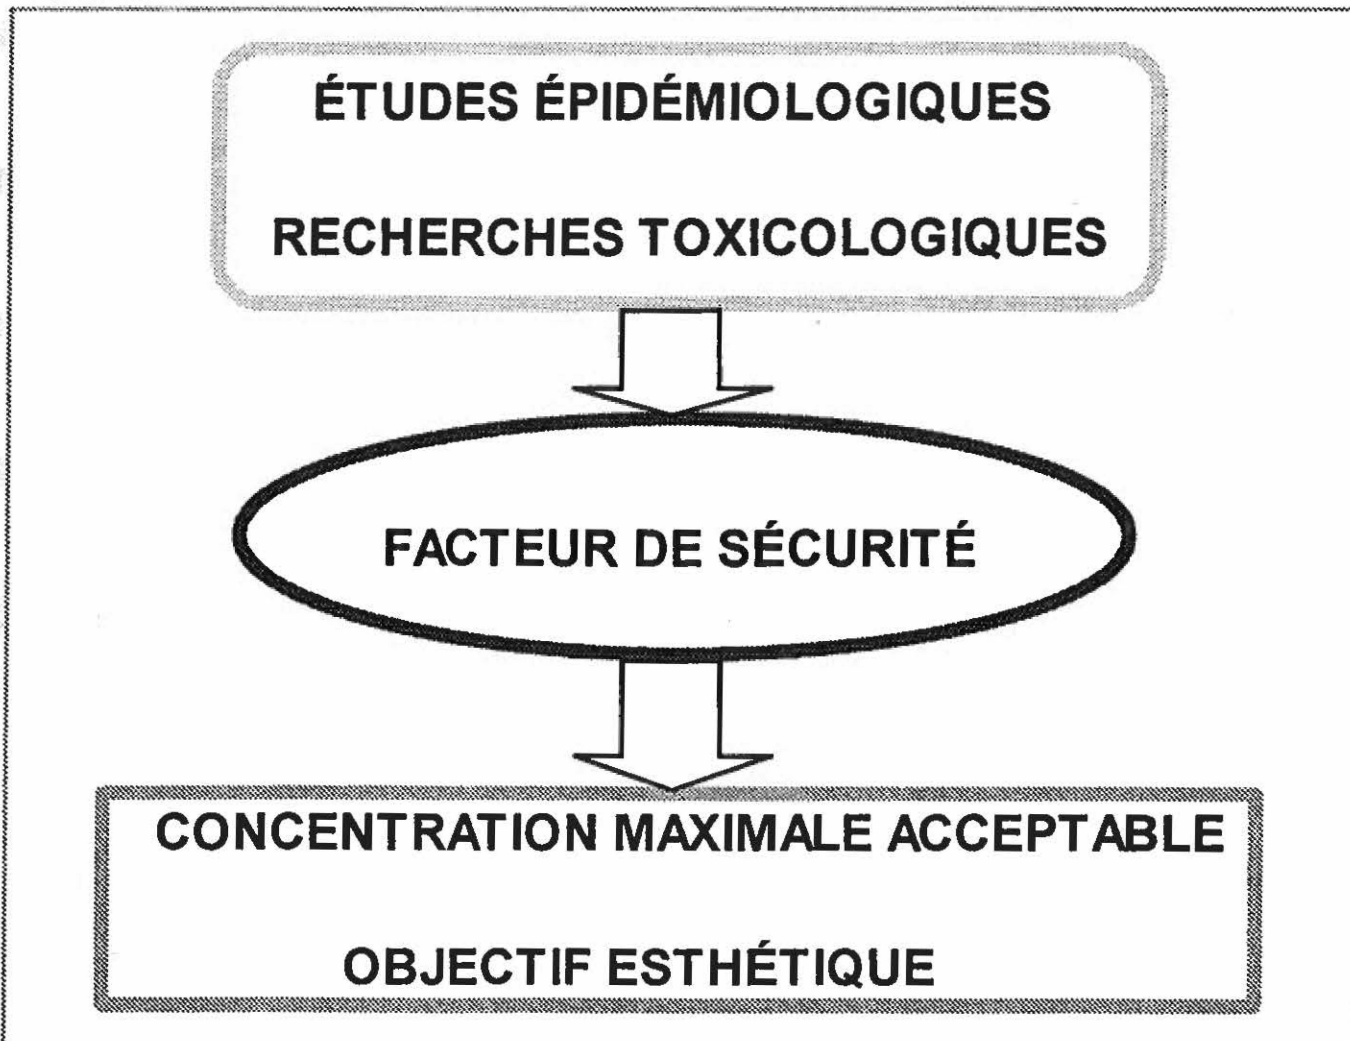 ÉTUDES ÉPIDÉMIOLOGIQUES
RECHERCHES TOXICOLOGIQUES
FACTEUR DE SÉCURITÉ
CONCENTRATION MAXIMALE ACCEPTABLE
OBJECTIF ESTHÉTIQUE